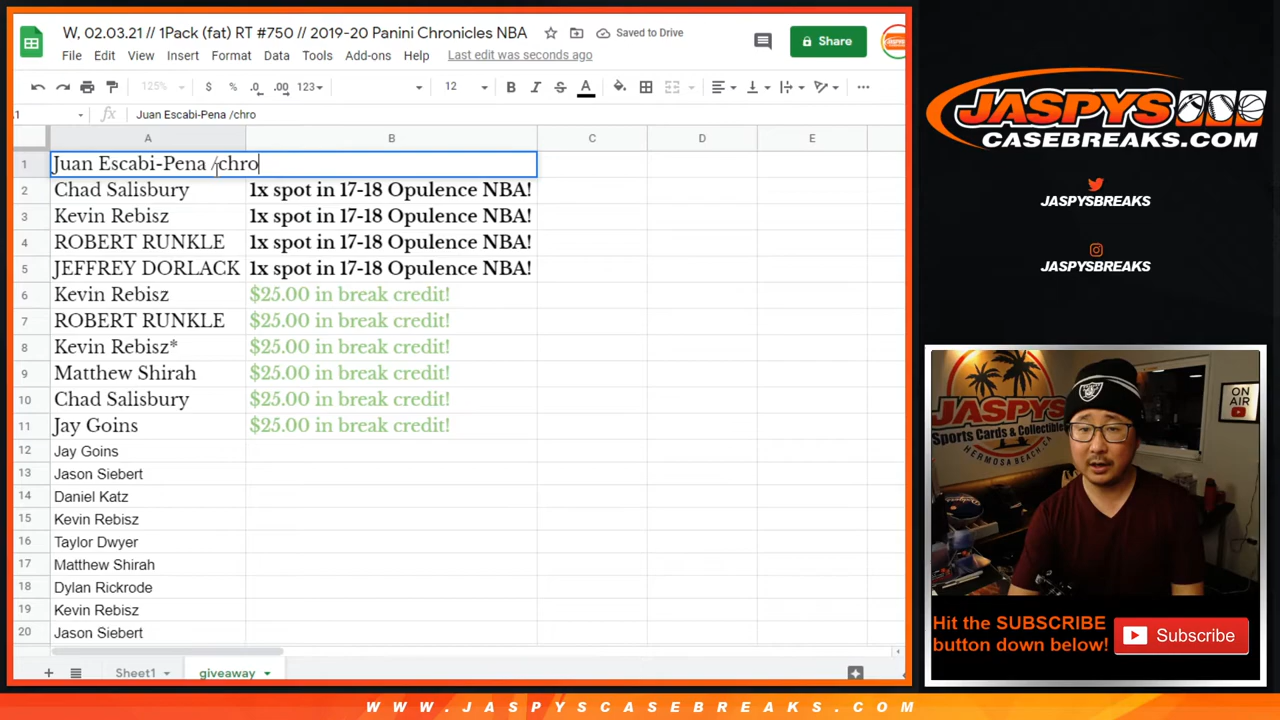 W, 02.03.21 // 1Pack (fat) RT #750 // 2019-20 Panini Chronicles NBA
Saved to Drive
Share
File Edit View Insert Format Data Tools Add-ons Help Last edit was seconds ago
125% $ % .0 .00 123 12 B I S A
Juan Escabi-Pena /chro
A B C D E
1 Juan Escabi-Pena /chro
2 Chad Salisbury 1x spot in 17-18 Opulence NBA!
3 Kevin Rebisz 1x spot in 17-18 Opulence NBA!
4 ROBERT RUNKLE 1x spot in 17-18 Opulence NBA!
5 JEFFREY DORLACK 1x spot in 17-18 Opulence NBA!
6 Kevin Rebisz $25.00 in break credit!
7 ROBERT RUNKLE $25.00 in break credit!
8 Kevin Rebisz* $25.00 in break credit!
9 Matthew Shirah $25.00 in break credit!
10 Chad Salisbury $25.00 in break credit!
11 Jay Goins $25.00 in break credit!
12 Jay Goins
13 Jason Siebert
14 Daniel Katz
15 Kevin Rebisz
16 Taylor Dwyer
17 Matthew Shirah
18 Dylan Rickrode
19 Kevin Rebisz
20 Jason Siebert
Sheet1 giveaway
JASPYS
CASEBREAKS.COM
JASPYSBREAKS
JASPYSBREAKS
JASPYS
Sports Cards & Collectibles
HERMOSA BEACH, CA
ON
AIR
Hit the SUBSCRIBE
button down below!
Subscribe
WWW.JASPYSCASEBREAKS.COM